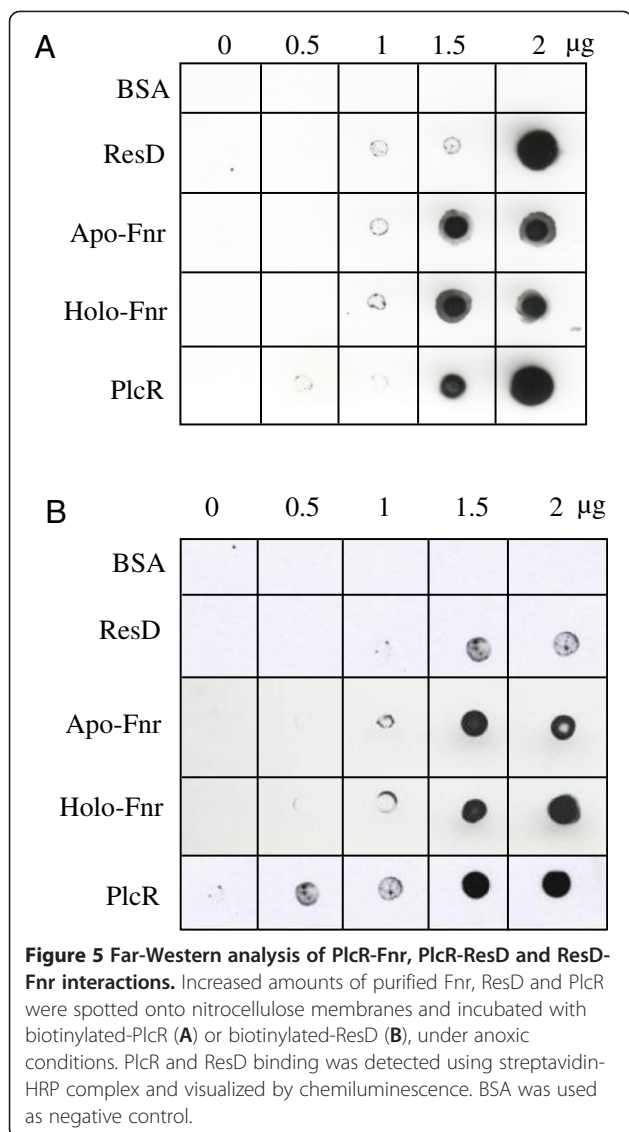 A
0 0.5 1 1.5 2 µg
BSA
ResD
Apo-Fnr
Holo-Fnr
PlcR
B
0 0.5 1 1.5 2 µg
BSA
ResD
Apo-Fnr
Holo-Fnr
PlcR
Figure 5 Far-Western analysis of PlcR-Fnr, PlcR-ResD and ResD-
Fnr interactions. Increased amounts of purified Fnr, ResD and PlcR
were spotted onto nitrocellulose membranes and incubated with
biotinylated-PlcR (A) or biotinylated-ResD (B), under anoxic
conditions. PlcR and ResD binding was detected using streptavidin-
HRP complex and visualized by chemiluminescence. BSA was used
as negative control.